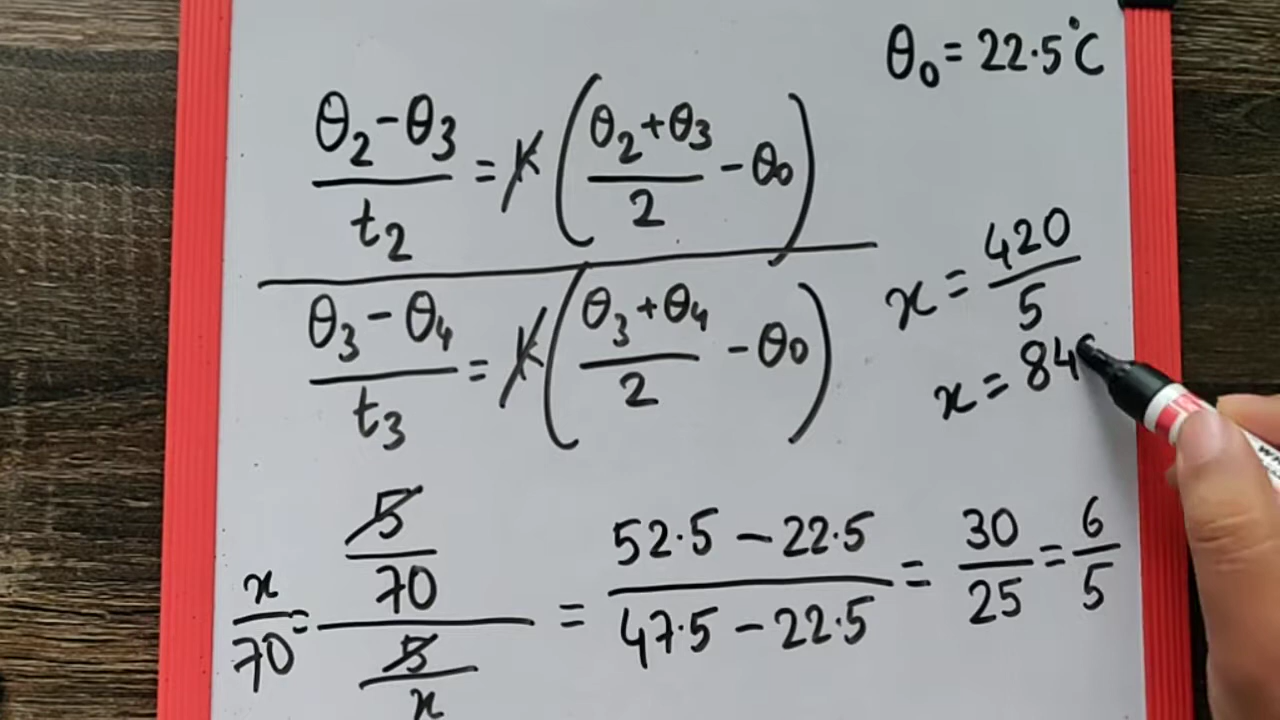 θ₀ = 22.5°C
(θ₂ − θ₃)/t₂ = K((θ₂ + θ₃)/2 − θ₀)
(θ₃ − θ₄)/t₃ = K((θ₃ + θ₄)/2 − θ₀)
x = 420/5
x = 84
x/70 = (5/70)/(5/x) = (52.5 − 22.5)/(47.5 − 22.5) = 30/25 = 6/5